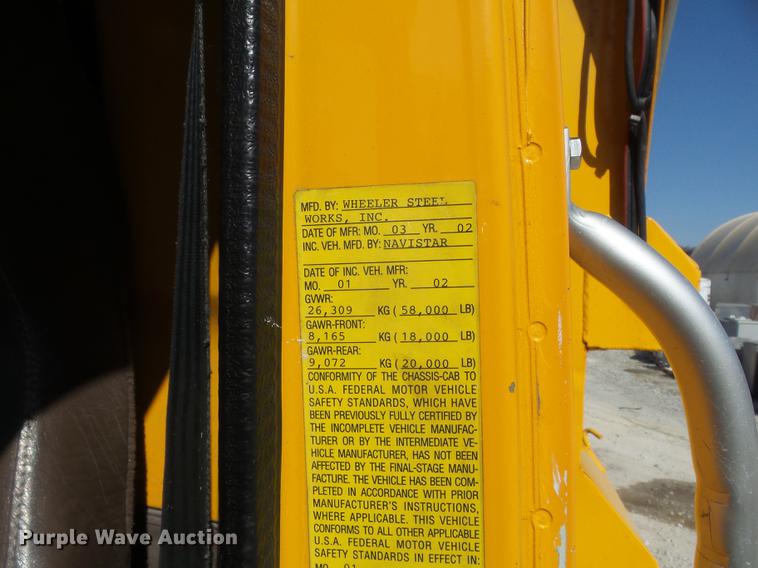 MFD. BY: WHEELER STEEL
WORKS, INC.
DATE OF MFR: MO. 03 YR. 02
INC. VEH. MFD. BY: NAVISTAR
DATE OF INC. VEH. MFR:
MO. 01 YR. 02
GVWR:
26,309 KG ( 58,000 LB)
GAWR-FRONT:
8,165 KG ( 18,000 LB)
GAWR-REAR:
9,072 KG ( 20,000 LB)
CONFORMITY OF THE CHASSIS-CAB TO
U.S.A. FEDERAL MOTOR VEHICLE
SAFETY STANDARDS, WHICH HAVE
BEEN PREVIOUSLY FULLY CERTIFIED BY
THE INCOMPLETE VEHICLE MANUFAC-
TURER OR BY THE INTERMEDIATE VE-
HICLE MANUFACTURER, HAS NOT BEEN
AFFECTED BY THE FINAL-STAGE MANU-
FACTURE. THE VEHICLE HAS BEEN COM-
PLETED IN ACCORDANCE WITH PRIOR
MANUFACTURER'S INSTRUCTIONS,
WHERE APPLICABLE. THIS VEHICLE
CONFORMS TO ALL OTHER APPLICABLE
U.S.A. FEDERAL MOTOR VEHICLE
SAFETY STANDARDS IN EFFECT IN:
MO. 01
Purple Wave Auction